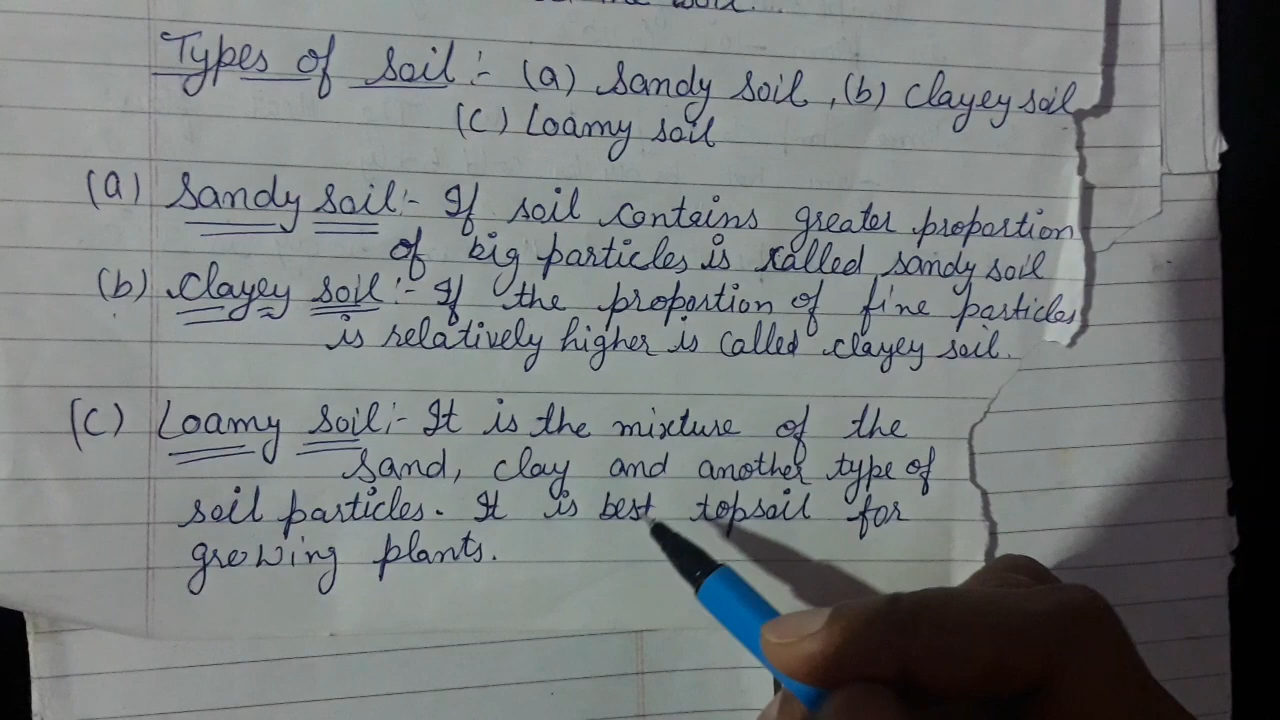 Types of soil :- (a) Sandy soil, (b) Clayey soil
(c) Loamy soil
(a) Sandy soil :- If soil contains greater proportion
of big particles is called sandy soil
(b) Clayey soil :- If the proportion of fine particles
is relatively higher is called clayey soil.
(c) Loamy soil :- It is the mixture of the
sand, clay and another type of
soil particles. It is best topsoil for
growing plants.